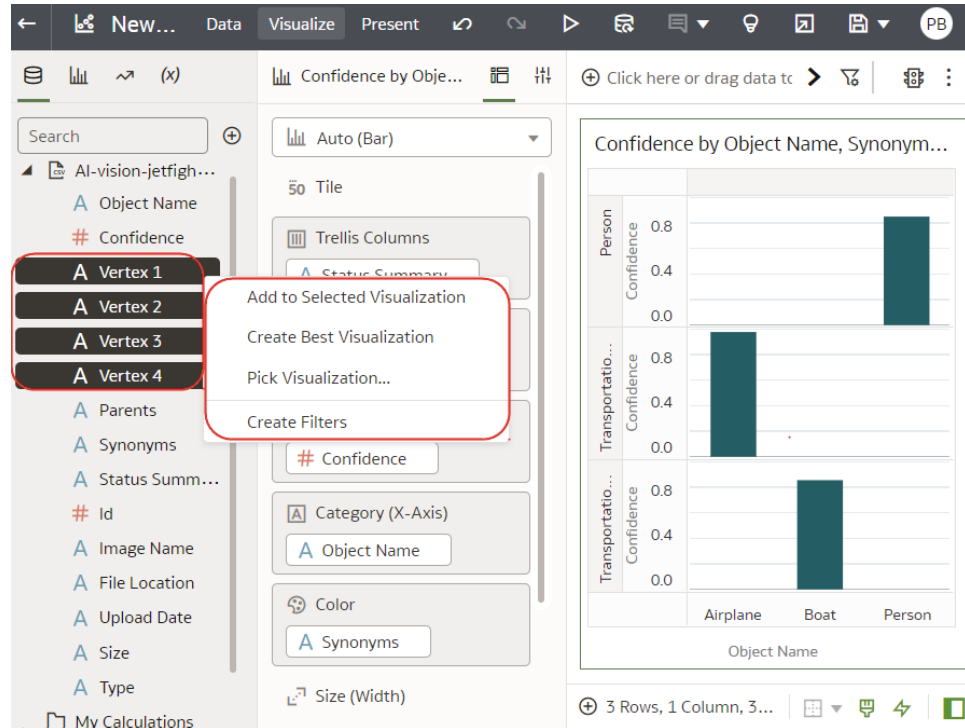 New...
Data
Visualize
Present
PB
(x)
Confidence by Obje...
Click here or drag data to
Search
AI-vision-jetfigh...
Object Name
Confidence
Vertex 1
Vertex 2
Vertex 3
Vertex 4
Parents
Synonyms
Status Summ...
Id
Image Name
File Location
Upload Date
Size
Type
My Calculations
Auto (Bar)
Tile
Trellis Columns
Status Summary
Add to Selected Visualization
Create Best Visualization
Pick Visualization...
Create Filters
Confidence
Category (X-Axis)
Object Name
Color
Synonyms
Size (Width)
Confidence by Object Name, Synonym...
Person
Confidence
0.8
0.4
0.0
Transportatio...
Confidence
0.8
0.4
0.0
Transportatio...
Confidence
0.8
0.4
0.0
Airplane
Boat
Person
Object Name
3 Rows, 1 Column, 3...